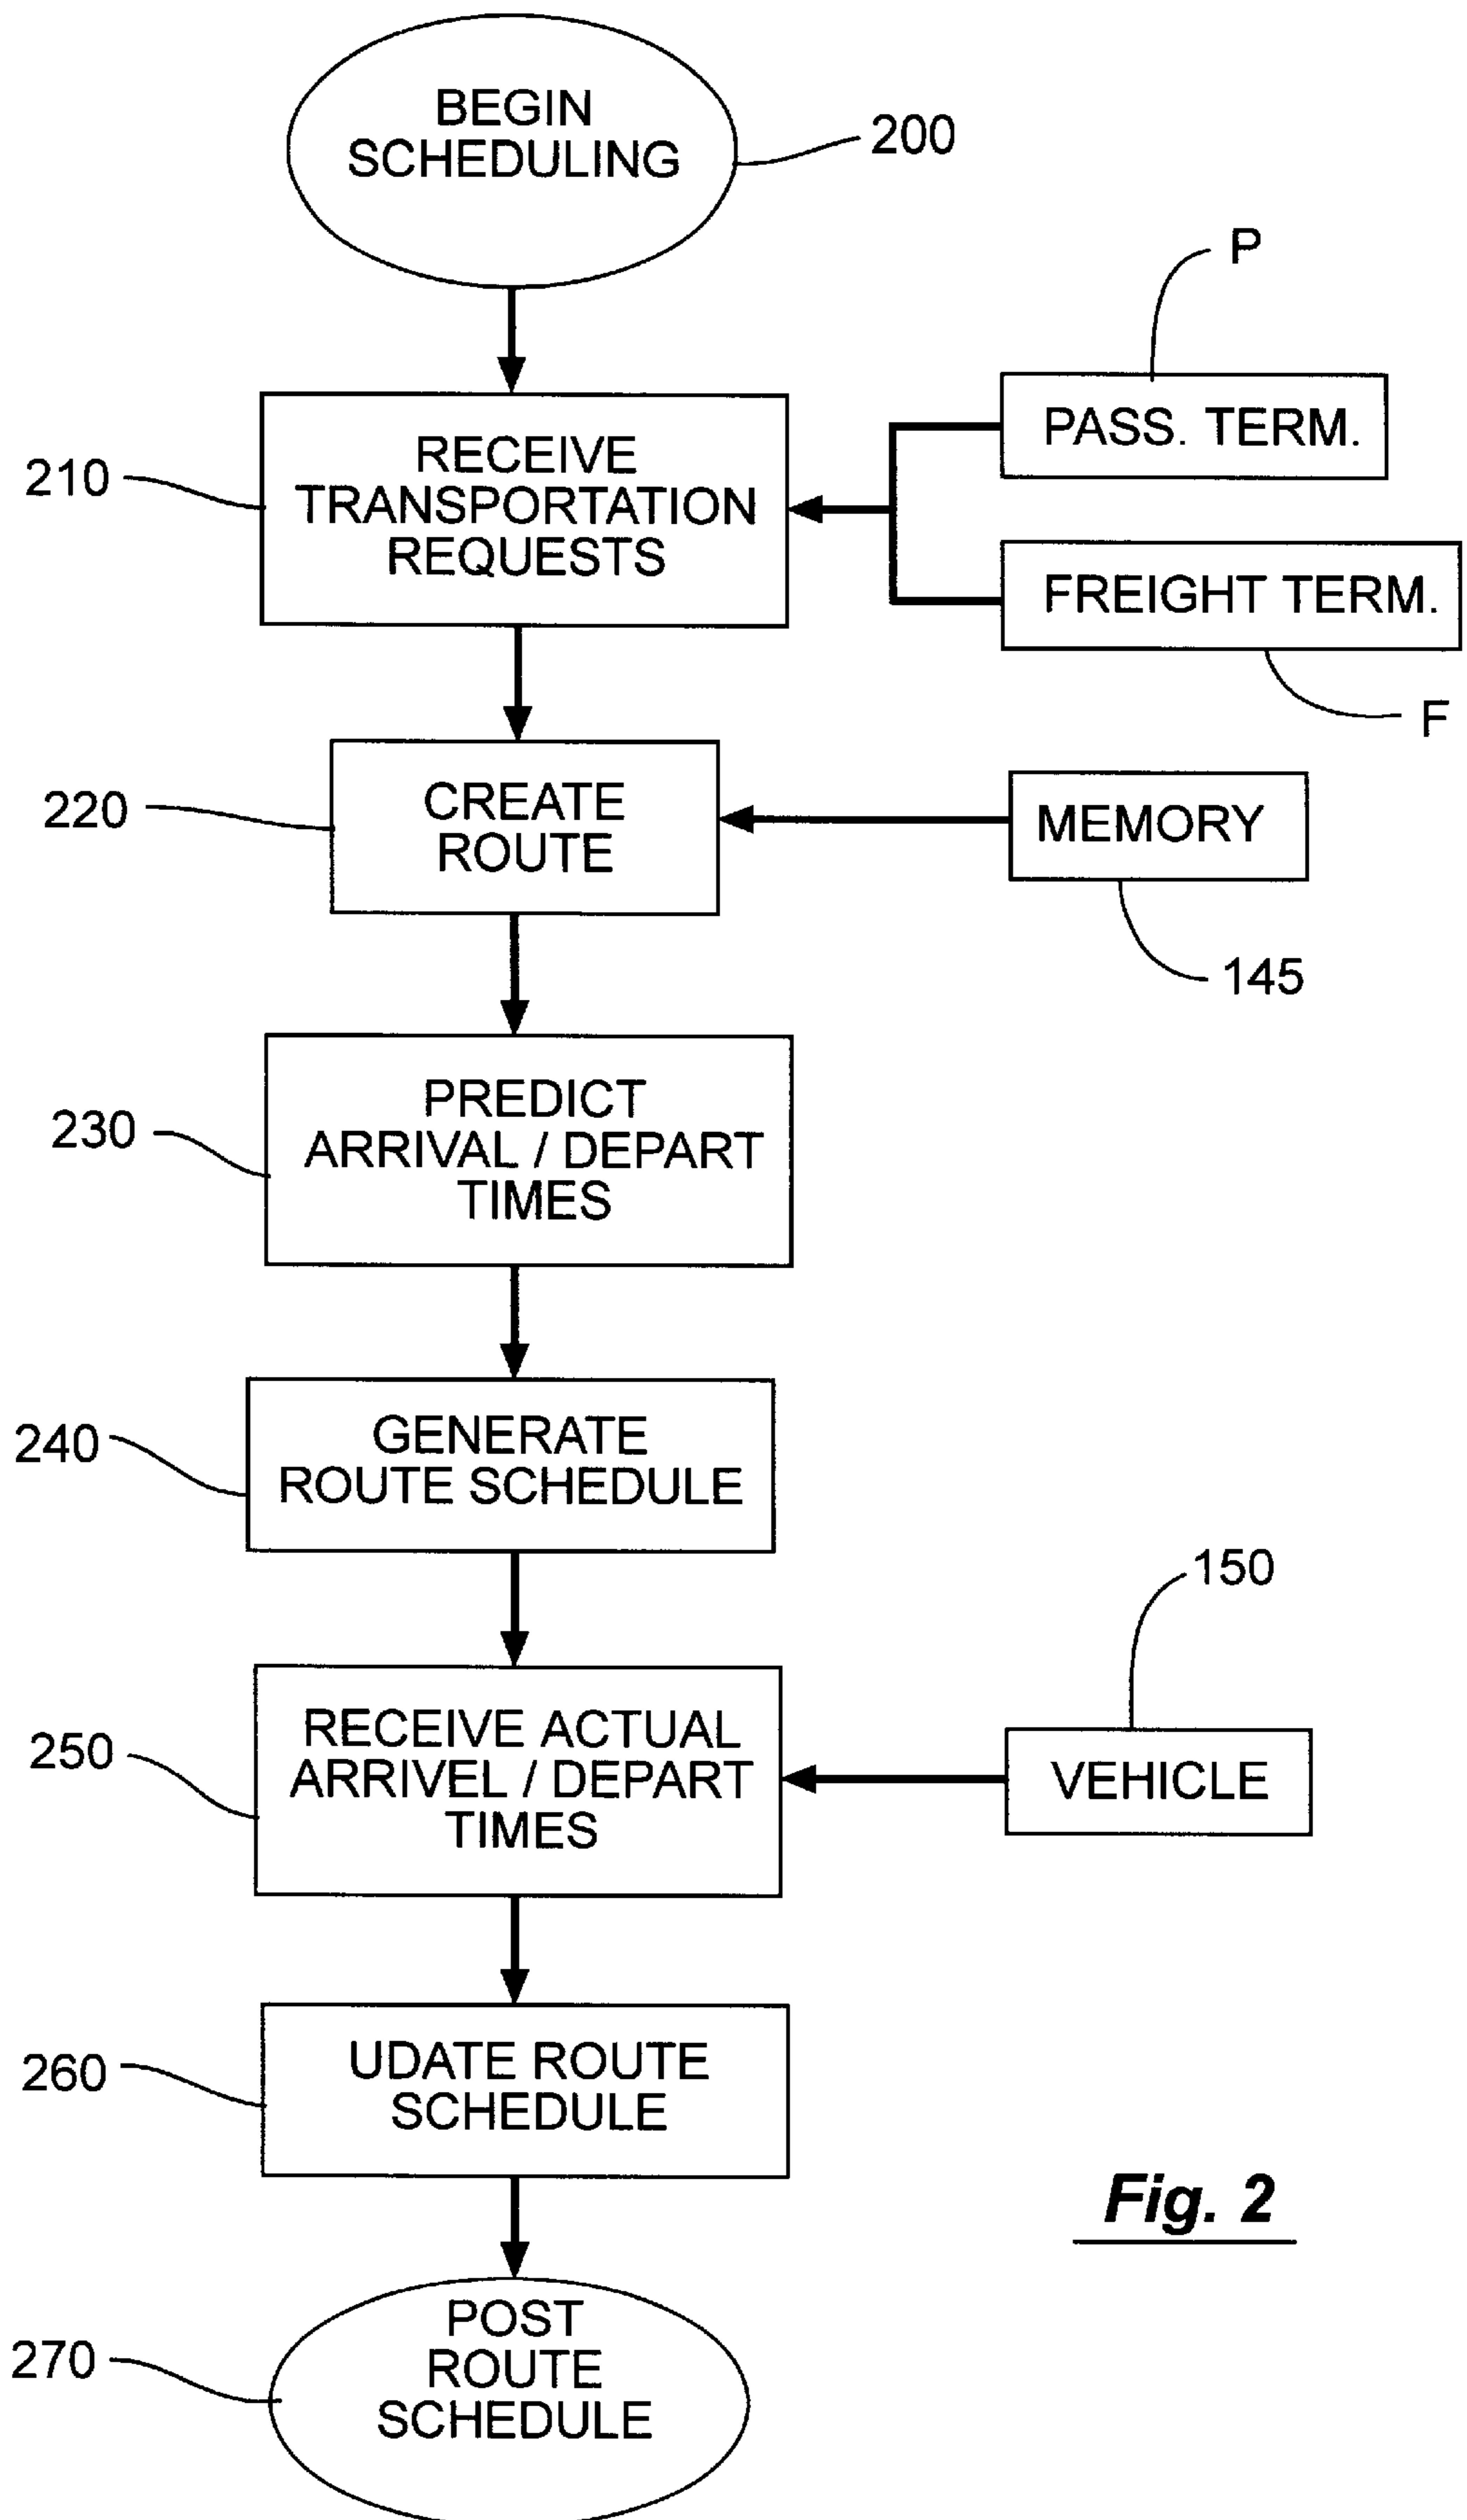 BEGIN
SCHEDULING
200
P
PASS. TERM.
210
RECEIVE
TRANSPORTATION
REQUESTS
FREIGHT TERM.
F
220
CREATE
ROUTE
MEMORY
145
230
PREDICT
ARRIVAL / DEPART
TIMES
240
GENERATE
ROUTE SCHEDULE
150
250
RECEIVE ACTUAL
ARRIVEL / DEPART
TIMES
VEHICLE
260
UDATE ROUTE
SCHEDULE
Fig. 2
270
POST
ROUTE
SCHEDULE